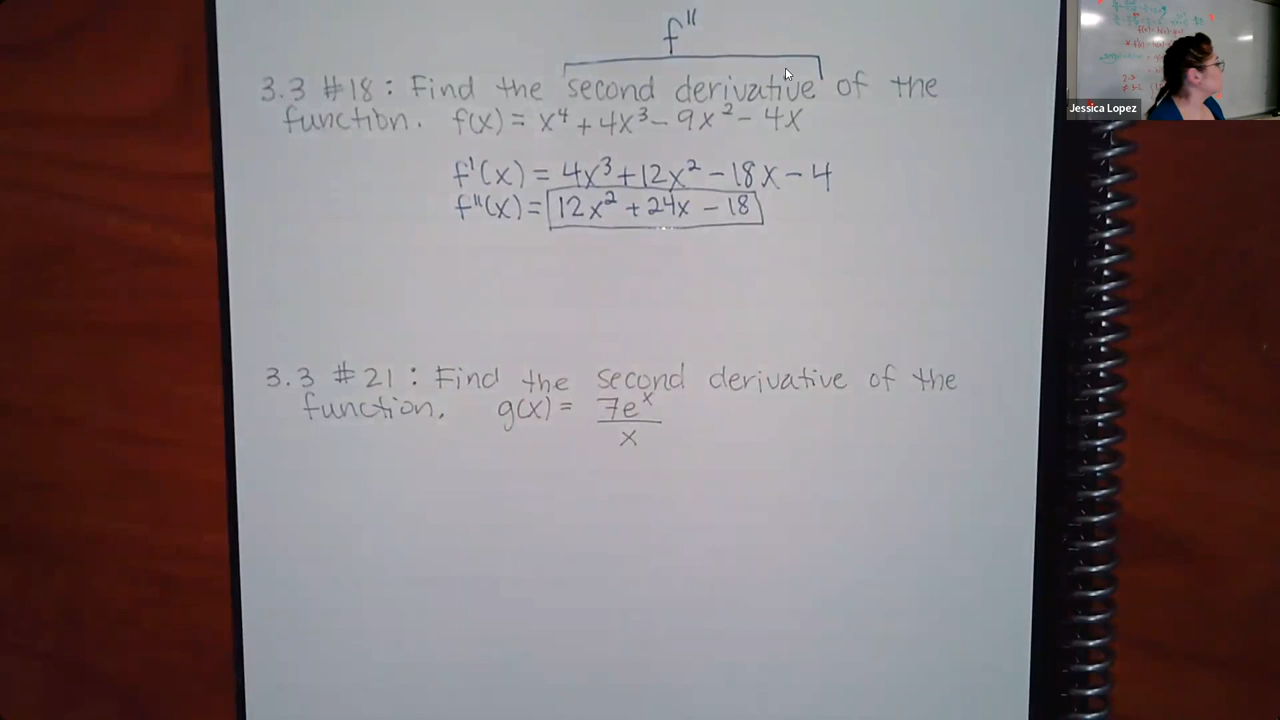 f"
3.3 #18: Find the second derivative of the
function. f(x) = x⁴ + 4x³ - 9x² - 4x
f'(x) = 4x³ + 12x² - 18x - 4
f"(x) = 12x² + 24x - 18
3.3 #21: Find the second derivative of the
function. g(x) = 7eˣ
x
Jessica Lopez